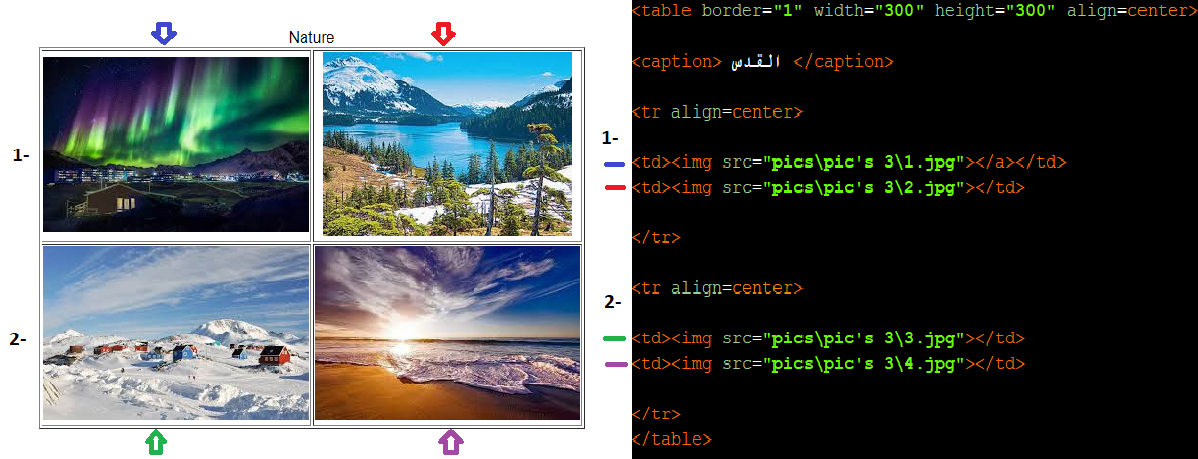 Nature
1-
2-
<table border="1" width="300" height="300" align=center>
<caption> القدس </caption>
<tr align=center>
1-
<td><img src="pics\pic's 3\1.jpg"></a></td>
<td><img src="pics\pic's 3\2.jpg"></td>
</tr>
<tr align=center>
2-
<td><img src="pics\pic's 3\3.jpg"></td>
<td><img src="pics\pic's 3\4.jpg"></td>
</tr>
</table>